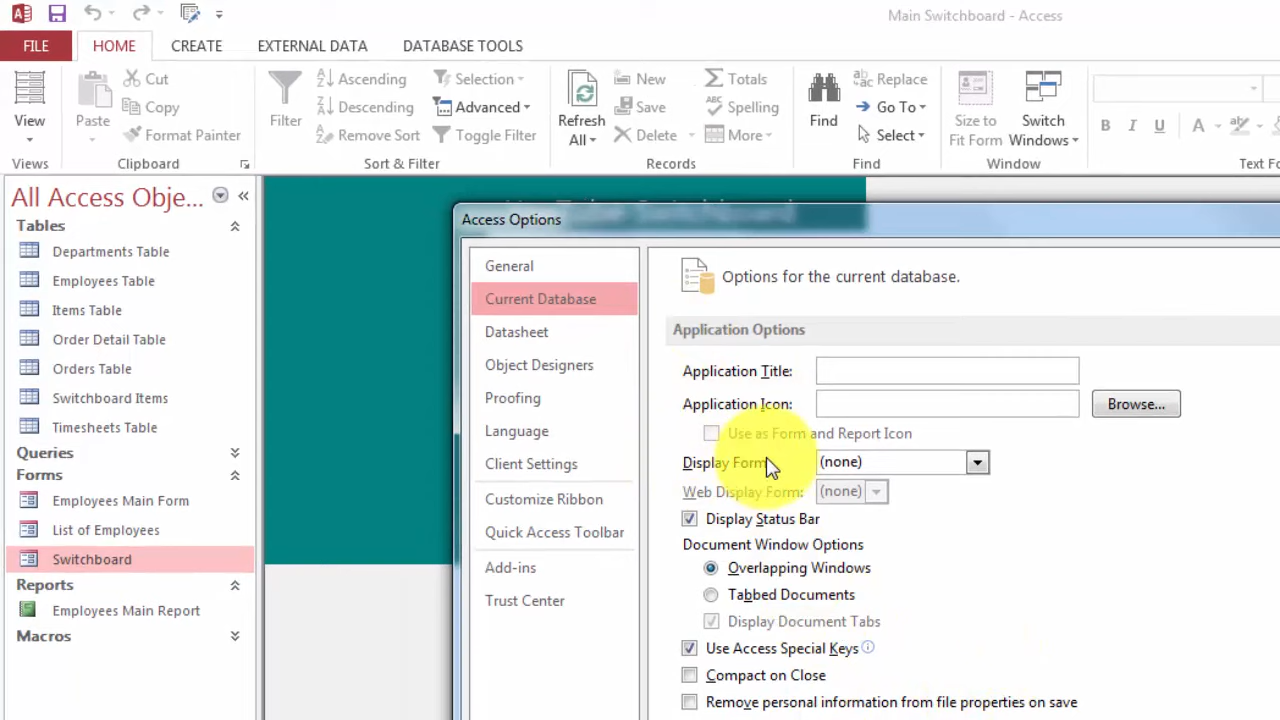 Main Switchboard - Access
FILE HOME CREATE EXTERNAL DATA DATABASE TOOLS
View
Views
Paste
Cut
Copy
Format Painter
Clipboard
Filter
Ascending
Descending
Remove Sort
Selection
Advanced
Toggle Filter
Sort & Filter
Refresh
All
New
Save
Delete
Totals
Spelling
More
Records
Find
Replace
Go To
Select
Find
Size to
Fit Form
Switch
Windows
Window
B I U A
Text Fo
All Access Obje...
Tables
Departments Table
Employees Table
Items Table
Order Detail Table
Orders Table
Switchboard Items
Timesheets Table
Queries
Forms
Employees Main Form
List of Employees
Switchboard
Reports
Employees Main Report
Macros
Switchboard
Access Options
General
Current Database
Datasheet
Object Designers
Proofing
Language
Client Settings
Customize Ribbon
Quick Access Toolbar
Add-ins
Trust Center
Options for the current database.
Application Options
Application Title:
Application Icon: Browse...
Use as Form and Report Icon
Display Form (none)
Web Display Form: (none)
Display Status Bar
Document Window Options
Overlapping Windows
Tabbed Documents
Display Document Tabs
Use Access Special Keys
Compact on Close
Remove personal information from file properties on save